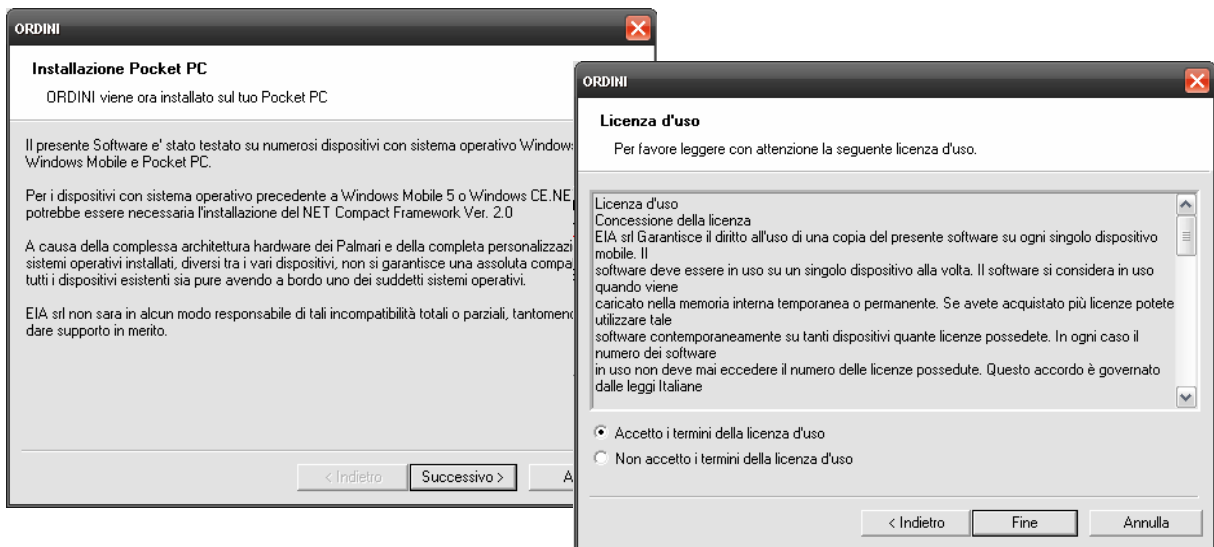 ORDINI
Installazione Pocket PC
ORDINI viene ora installato sul tuo Pocket PC
Il presente Software e' stato testato su numerosi dispositivi con sistema operativo
Windows Mobile e Pocket PC.
Per i dispositivi con sistema operativo precedente a Windows Mobile 5 o Windows
potrebbe essere necessaria l'installazione del NET Compact Framework Ver. 2.0
A causa della complessa architettura hardware dei Palmari e della completa
sistemi operativi installati, diversi tra i vari dispositivi, non si garantisce una assoluta
tutti i dispositivi esistenti sia pure avendo a bordo uno dei suddetti sistemi operativi.
EIA srl non sara in alcun modo responsabile di tali incompatibilità totali o parziali,
dare supporto in merito.
< Indietro
Successivo >
ORDINI
Licenza d'uso
Per favore leggere con attenzione la seguente licenza d'uso.
Licenza d'uso
Concessione della licenza
EIA srl Garantisce il diritto all'uso di una copia del presente software su ogni singolo dispositivo
mobile. Il
software deve essere in uso su un singolo dispositivo alla volta. Il software si considera in uso
quando viene
caricato nella memoria interna temporanea o permanente. Se avete acquistato più licenze potete
utilizzare tale
software contemporaneamente su tanti dispositivi quante licenze possedete. In ogni caso il
numero dei software
in uso non deve mai eccedere il numero delle licenze possedute. Questo accordo è governato
dalle leggi Italiane
Accetto i termini della licenza d'uso
Non accetto i termini della licenza d'uso
< Indietro
Fine
Annulla